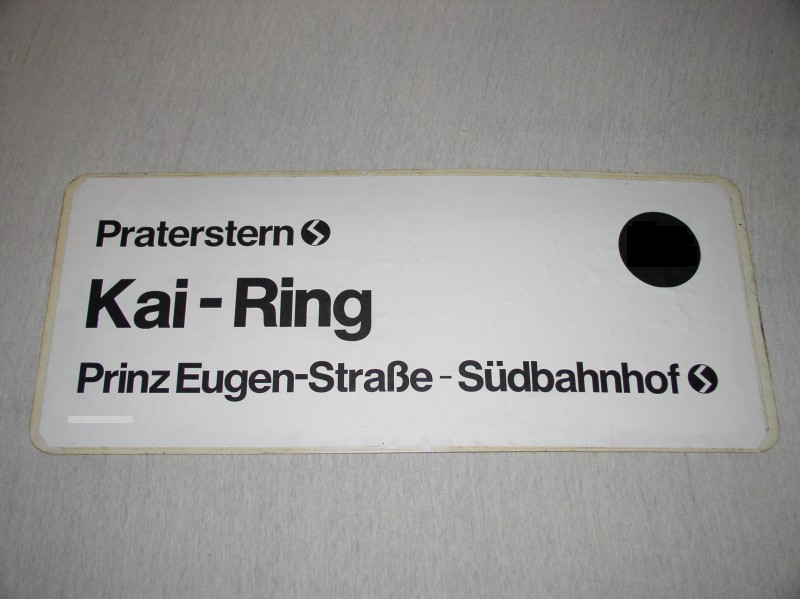 Praterstern
Kai - Ring
Prinz Eugen-Straße - Südbahnhof